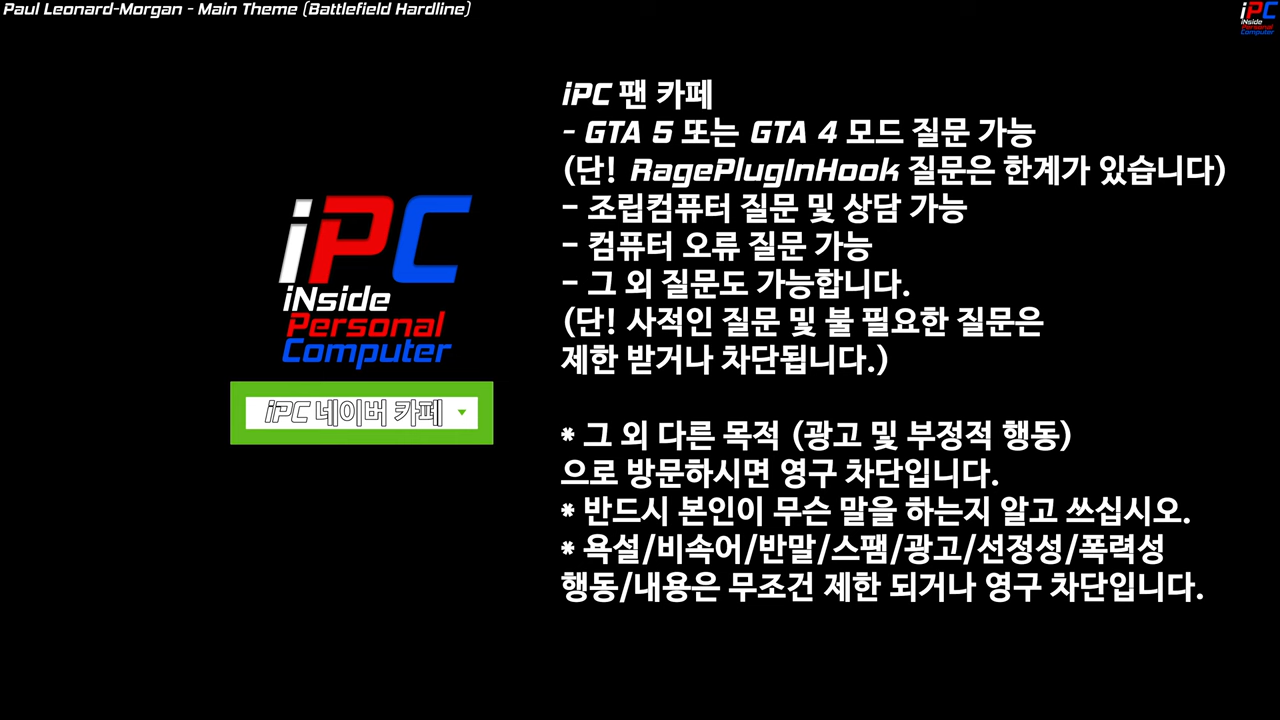 Paul Leonard-Morgan - Main Theme (Battlefield Hardline)
iPC
iNside
Personal
Computer
iPC
iNside
Personal
Computer
iPC 네이버 카페
iPC 팬 카페
- GTA 5 또는 GTA 4 모드 질문 가능
(단! RagePlugInHook 질문은 한계가 있습니다)
- 조립컴퓨터 질문 및 상담 가능
- 컴퓨터 오류 질문 가능
- 그 외 질문도 가능합니다.
(단! 사적인 질문 및 불 필요한 질문은
제한 받거나 차단됩니다.)
* 그 외 다른 목적 (광고 및 부정적 행동)
으로 방문하시면 영구 차단입니다.
* 반드시 본인이 무슨 말을 하는지 알고 쓰십시오.
* 욕설/비속어/반말/스팸/광고/선정성/폭력성
행동/내용은 무조건 제한 되거나 영구 차단입니다.